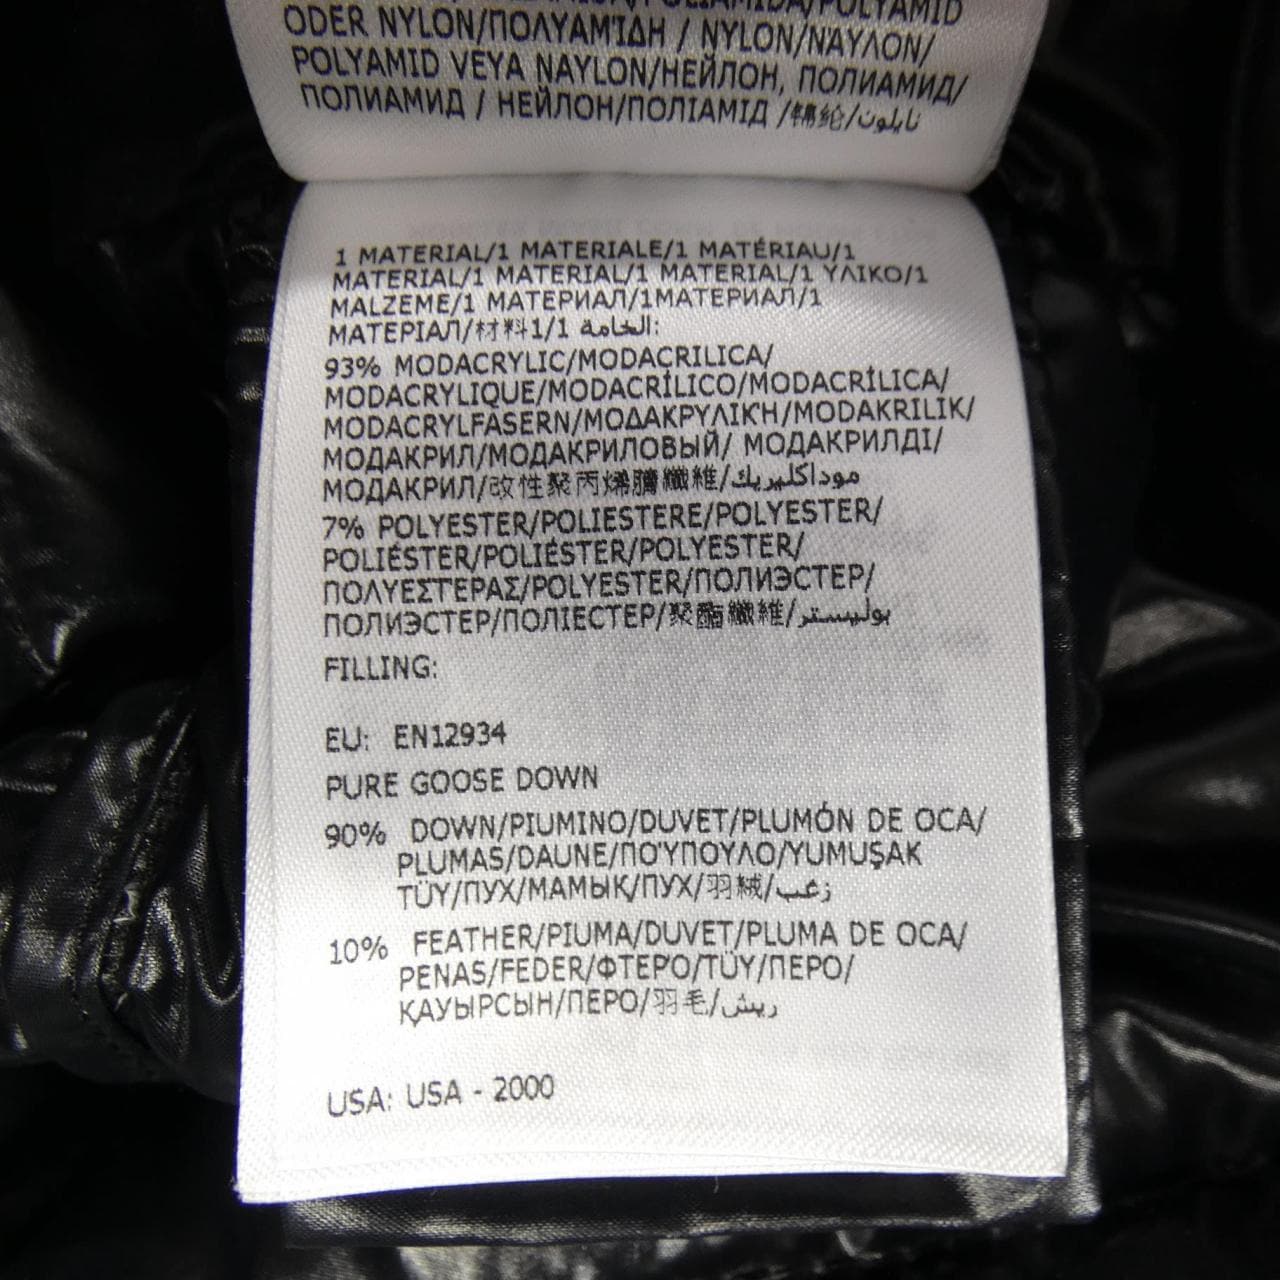 POLIAMIDA/POLYAMID
ODER NYLON/ΠΟΛΥΑΜΊΔΗ / NYLON/ΝΆΥΛΟΝ/
POLYAMID VEYA NAYLON/НЕЙЛОН, ПОЛИАМИД/
ПОЛИАМИД / НЕЙЛОН/ПОЛІАМІД /锦纶/نايلون
1 MATERIAL/1 MATERIALE/1 MATÉRIAU/1
MATERIAL/1 MATERIAL/1 MATERIAL/1 ΥΛΙΚΟ/1
MALZEME/1 МАТЕРИАЛ/1МАТЕРИАЛ/1
МАТЕРІАЛ/材料1/1 الخامة:
93% MODACRYLIC/MODACRILICA/
MODACRYLIQUE/MODACRÍLICO/MODACRÍLICA/
MODACRYLFASERN/ΜΟΔΑΚΡΥΛΙΚΉ/MODAKRILIK/
МОДАКРИЛ/МОДАКРИЛОВЫЙ/ МОДАКРИЛДІ/
МОДАКРИЛ/改性聚丙烯腈纖維/موداكليريك
7% POLYESTER/POLIESTERE/POLYESTER/
POLIÉSTER/POLIÉSTER/POLYESTER/
ΠΟΛΥΕΣΤΕΡΑΣ/POLYESTER/ПОЛИЭСТЕР/
ПОЛИЭСТЕР/ПОЛІЕСТЕР/聚酯纖維/بوليستر
FILLING:
EU: EN12934
PURE GOOSE DOWN
90% DOWN/PIUMINO/DUVET/PLUMÓN DE OCA/
PLUMAS/DAUNE/ΠΟΎΠΟΥΛΟ/YUMUŞAK
TÜY/ПУХ/МАМЫҚ/ПУХ/羽絨/زغب
10% FEATHER/PIUMA/DUVET/PLUMA DE OCA/
PENAS/FEDER/ΦΤΕΡΟ/TÜY/ПЕРО/
ҚАУЫРСЫН/ПЕРО/羽毛/ريش
USA: USA - 2000